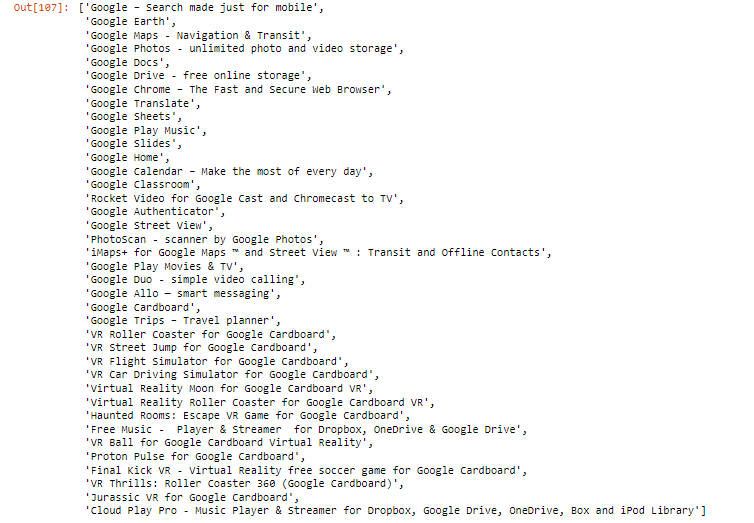 Out[107]: ['Google – Search made just for mobile',
'Google Earth',
'Google Maps - Navigation & Transit',
'Google Photos - unlimited photo and video storage',
'Google Docs',
'Google Drive - free online storage',
'Google Chrome – The Fast and Secure Web Browser',
'Google Translate',
'Google Sheets',
'Google Play Music',
'Google Slides',
'Google Home',
'Google Calendar – Make the most of every day',
'Google Classroom',
'Rocket Video for Google Cast and Chromecast to TV',
'Google Authenticator',
'Google Street View',
'PhotoScan - scanner by Google Photos',
'iMaps+ for Google Maps ™ and Street View ™ : Transit and Offline Contacts',
'Google Play Movies & TV',
'Google Duo - simple video calling',
'Google Allo — smart messaging',
'Google Cardboard',
'Google Trips – Travel planner',
'VR Roller Coaster for Google Cardboard',
'VR Street Jump for Google Cardboard',
'VR Flight Simulator for Google Cardboard',
'VR Car Driving Simulator for Google Cardboard',
'Virtual Reality Moon for Google Cardboard VR',
'Virtual Reality Roller Coaster for Google Cardboard VR',
'Haunted Rooms: Escape VR Game for Google Cardboard',
'Free Music -  Player & Streamer  for Dropbox, OneDrive & Google Drive',
'VR Ball for Google Cardboard Virtual Reality',
'Proton Pulse for Google Cardboard',
'Final Kick VR - Virtual Reality free soccer game for Google Cardboard',
'VR Thrills: Roller Coaster 360 (Google Cardboard)',
'Jurassic VR for Google Cardboard',
'Cloud Play Pro - Music Player & Streamer for Dropbox, Google Drive, OneDrive, Box and iPod Library']